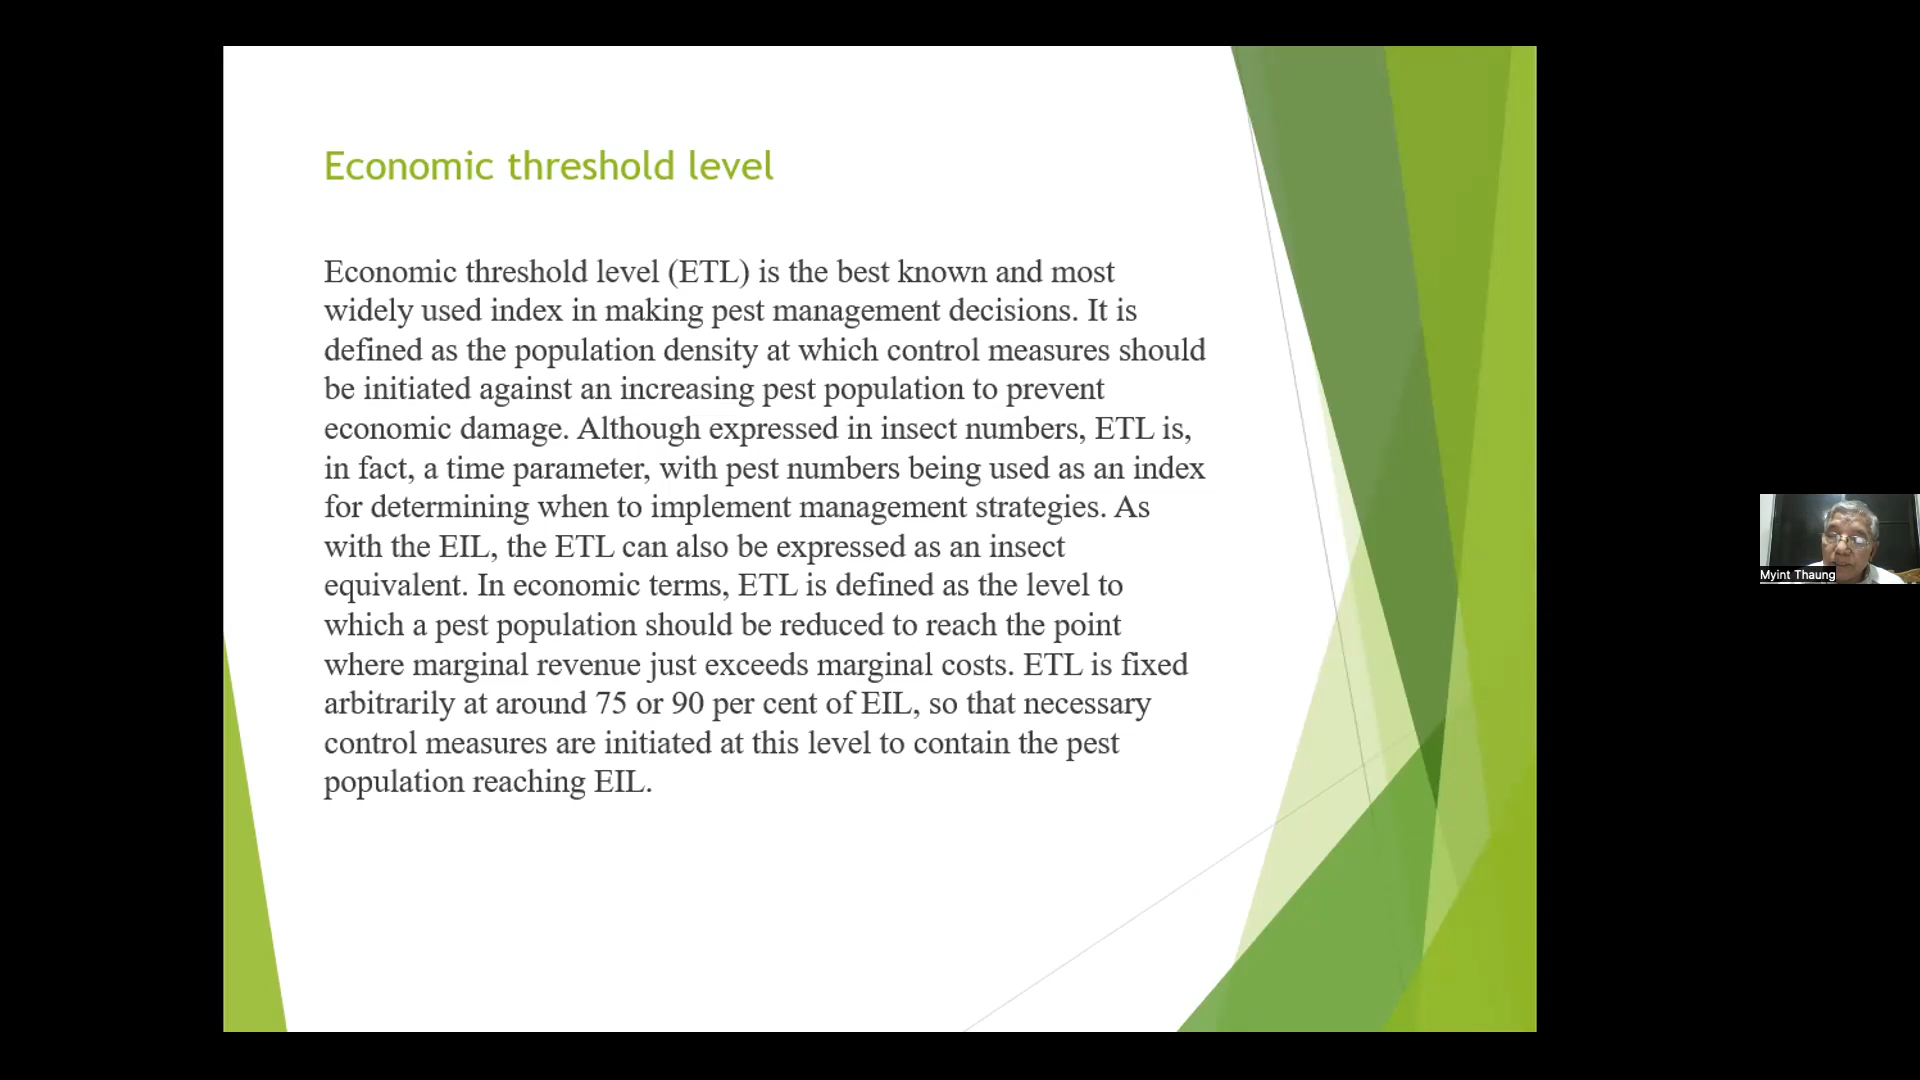 Economic threshold level
Economic threshold level (ETL) is the best known and most
widely used index in making pest management decisions. It is
defined as the population density at which control measures should
be initiated against an increasing pest population to prevent
economic damage. Although expressed in insect numbers, ETL is,
in fact, a time parameter, with pest numbers being used as an index
for determining when to implement management strategies. As
with the EIL, the ETL can also be expressed as an insect
equivalent. In economic terms, ETL is defined as the level to
which a pest population should be reduced to reach the point
where marginal revenue just exceeds marginal costs. ETL is fixed
arbitrarily at around 75 or 90 per cent of EIL, so that necessary
control measures are initiated at this level to contain the pest
population reaching EIL.
Myint Thaung